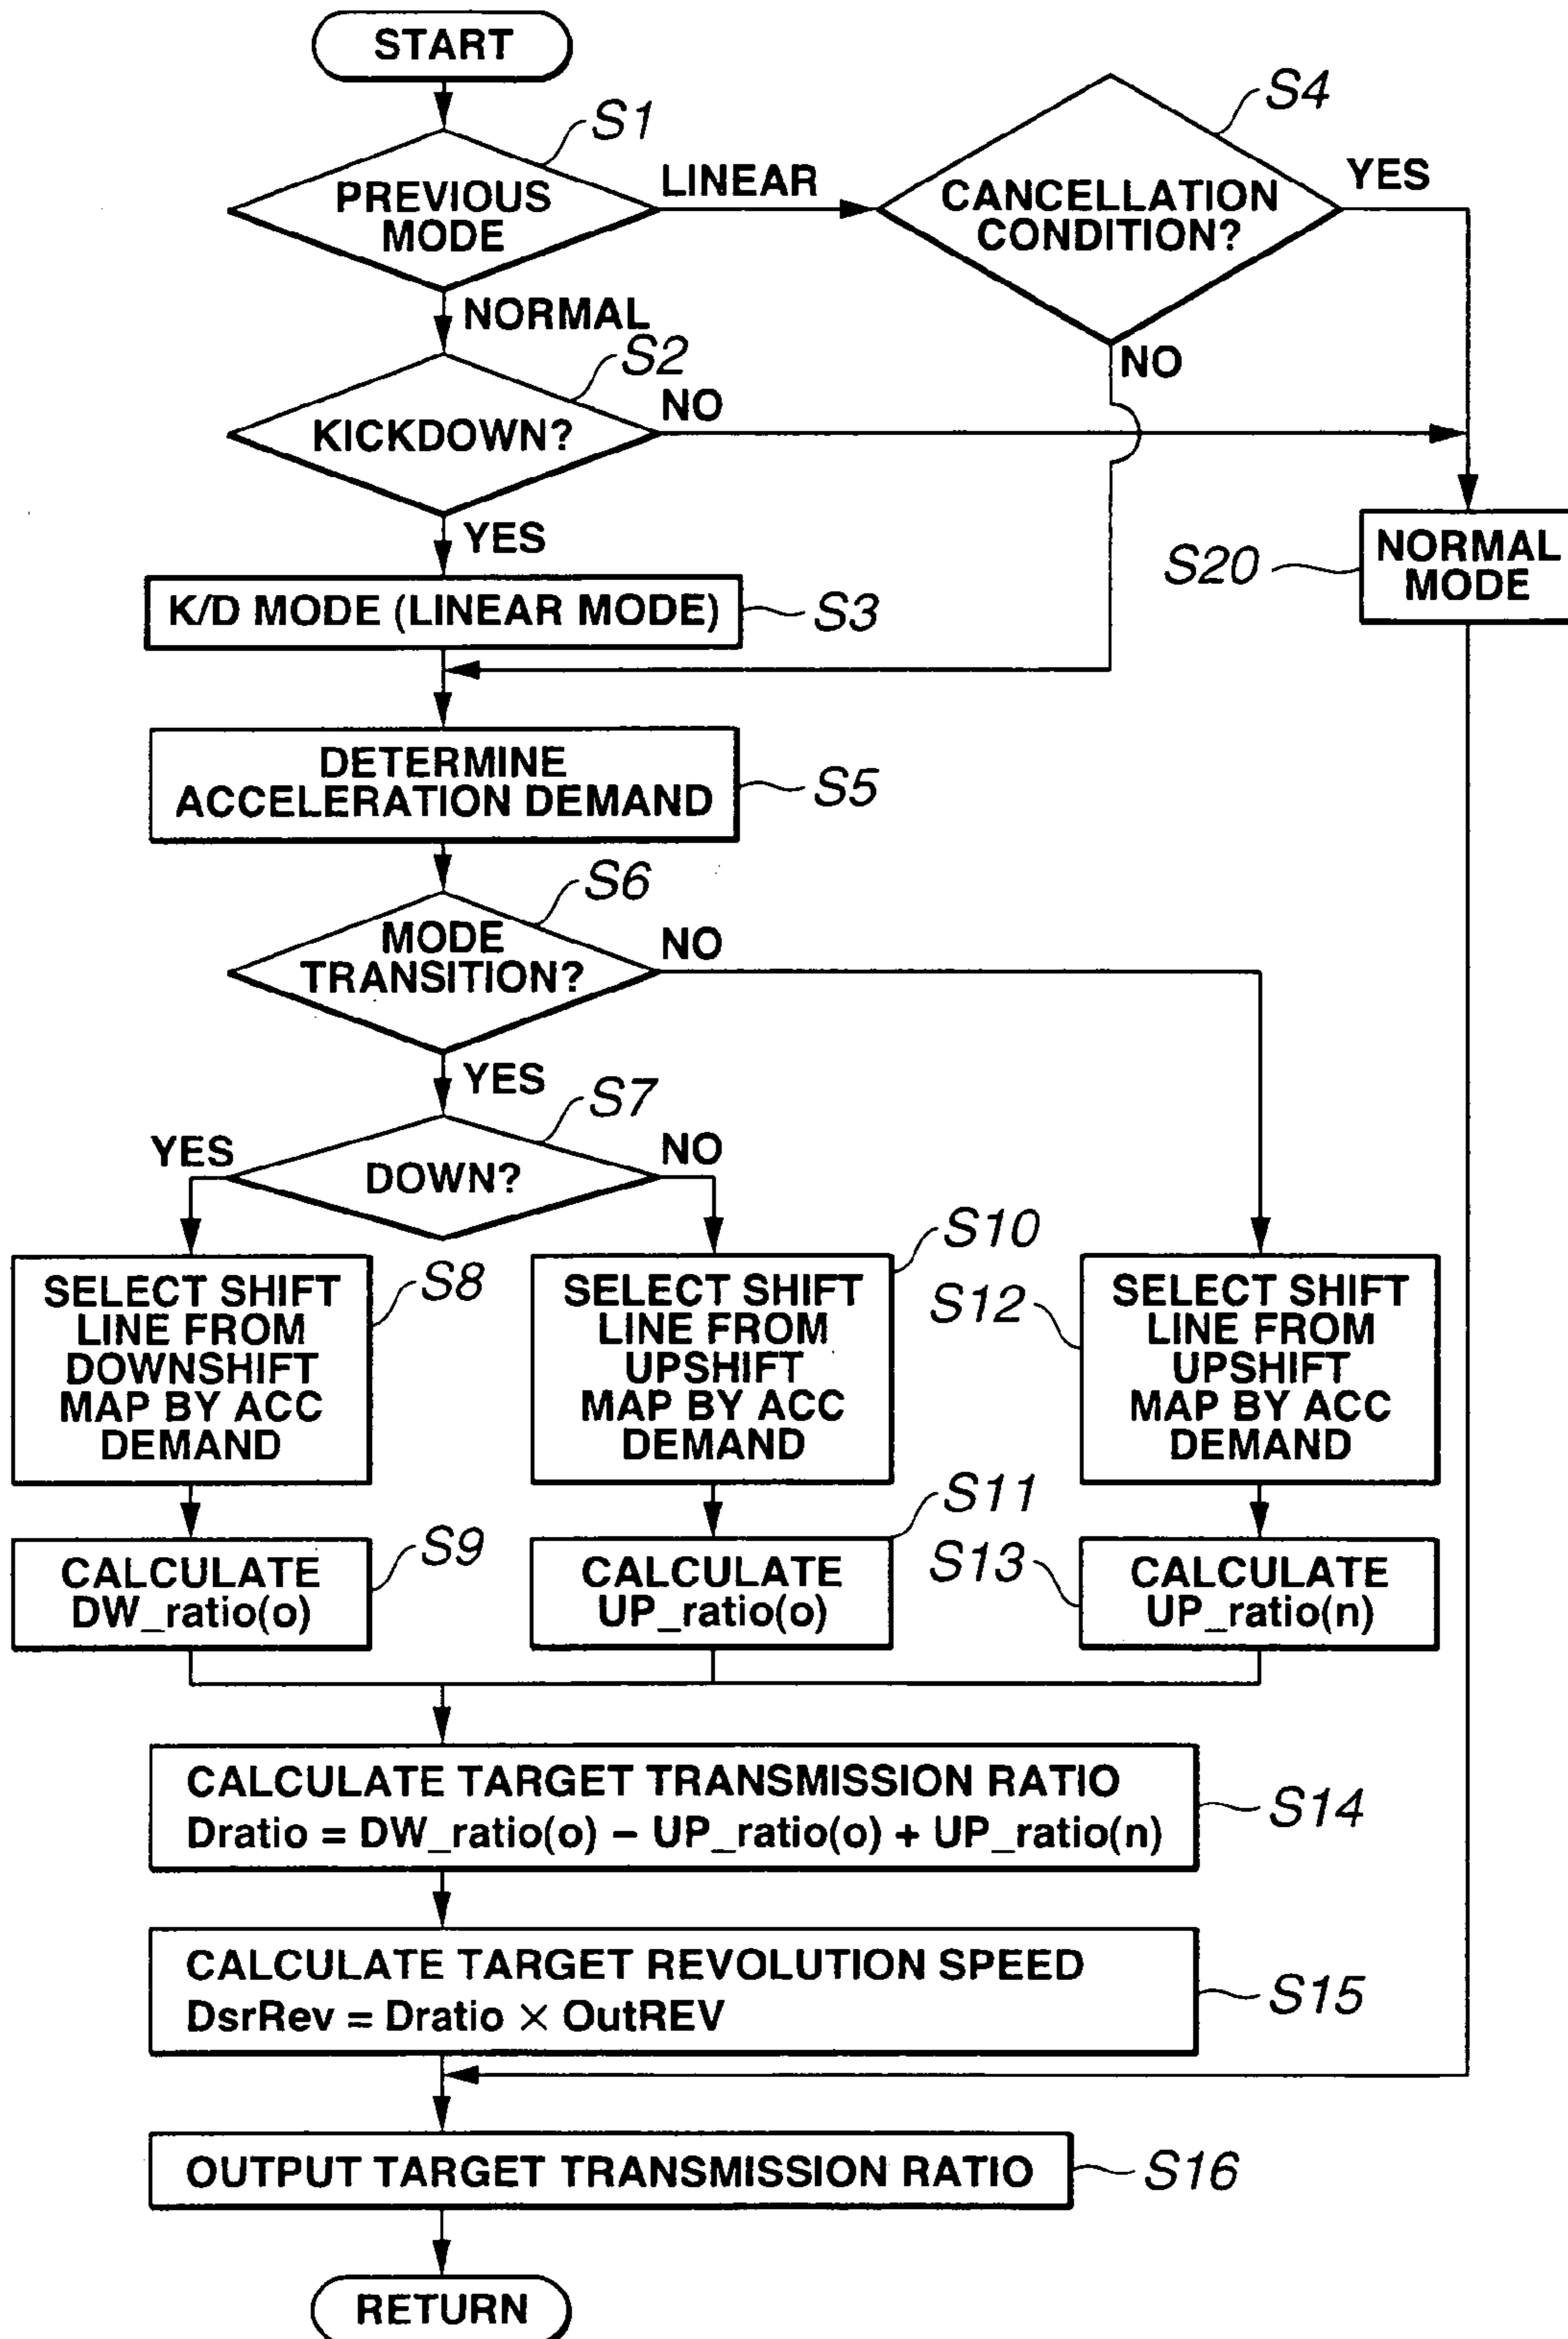 START
S1
S4
PREVIOUS
MODE
LINEAR
CANCELLATION
CONDITION?
YES
NORMAL
NO
S2
KICKDOWN?
NO
YES
S20
NORMAL
MODE
K/D MODE (LINEAR MODE)
S3
DETERMINE
ACCELERATION DEMAND
S5
S6
MODE
TRANSITION?
NO
YES
S7
YES
DOWN?
NO
SELECT SHIFT
LINE FROM
DOWNSHIFT
MAP BY ACC
DEMAND
S8
SELECT SHIFT
LINE FROM
UPSHIFT
MAP BY ACC
DEMAND
S10
S12
SELECT SHIFT
LINE FROM
UPSHIFT
MAP BY ACC
DEMAND
CALCULATE
DW_ratio(o)
S9
CALCULATE
UP_ratio(o)
S11
S13
CALCULATE
UP_ratio(n)
CALCULATE TARGET TRANSMISSION RATIO
Dratio = DW_ratio(o) – UP_ratio(o) + UP_ratio(n)
S14
CALCULATE TARGET REVOLUTION SPEED
DsrRev = Dratio × OutREV
S15
OUTPUT TARGET TRANSMISSION RATIO
S16
RETURN